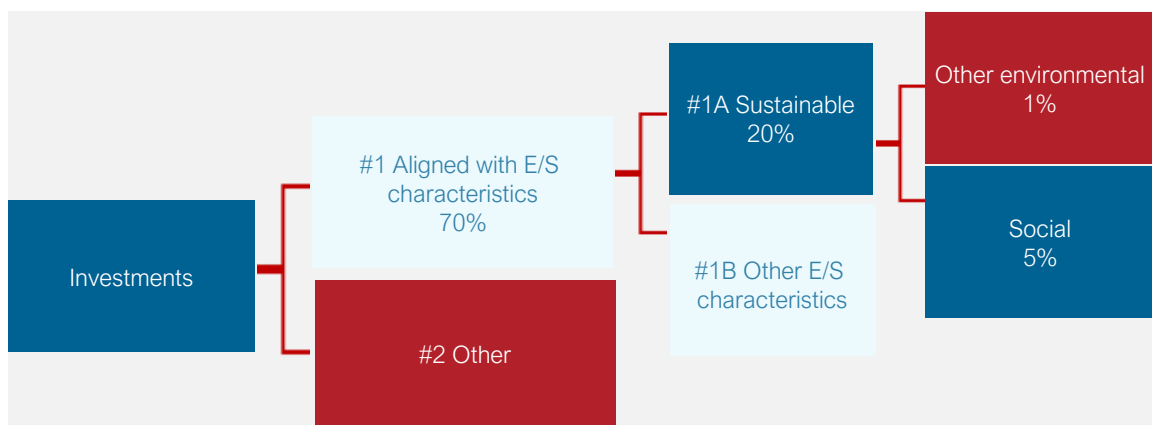 Investments
#1 Aligned with E/S
characteristics
70%
#2 Other
#1A Sustainable
20%
#1B Other E/S
characteristics
Other environmental
1%
Social
5%